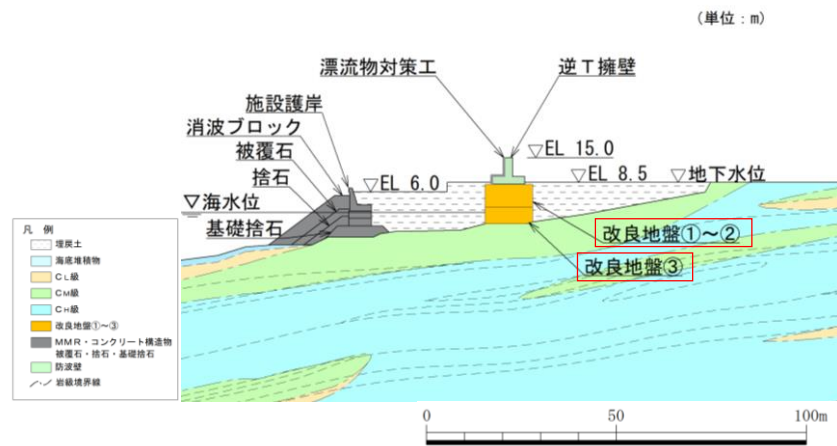 (単位:m)
漂流物対策工
逆T擁壁
施設護岸
消波ブロック
被覆石
捨石
▽海水位
基礎捨石
▽EL 6.0
▽EL 15.0
▽EL 8.5
▽地下水位
改良地盤①~②
改良地盤③
凡 例
埋戻土
海底堆積物
CL級
CM級
CH級
改良地盤①~③
MMR・コンクリート構造物
被覆石・捨石・基礎捨石
防波壁
岩級境界線
0
50
100m